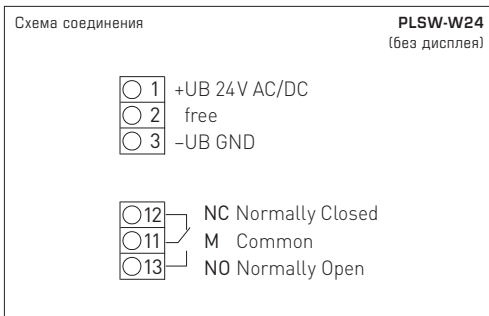 Схема соединения PLSW-W24
(без дисплея)
1 +UB 24V AC/DC
2 free
3 –UB GND
12 NC Normally Closed
11 M Common
13 NO Normally Open